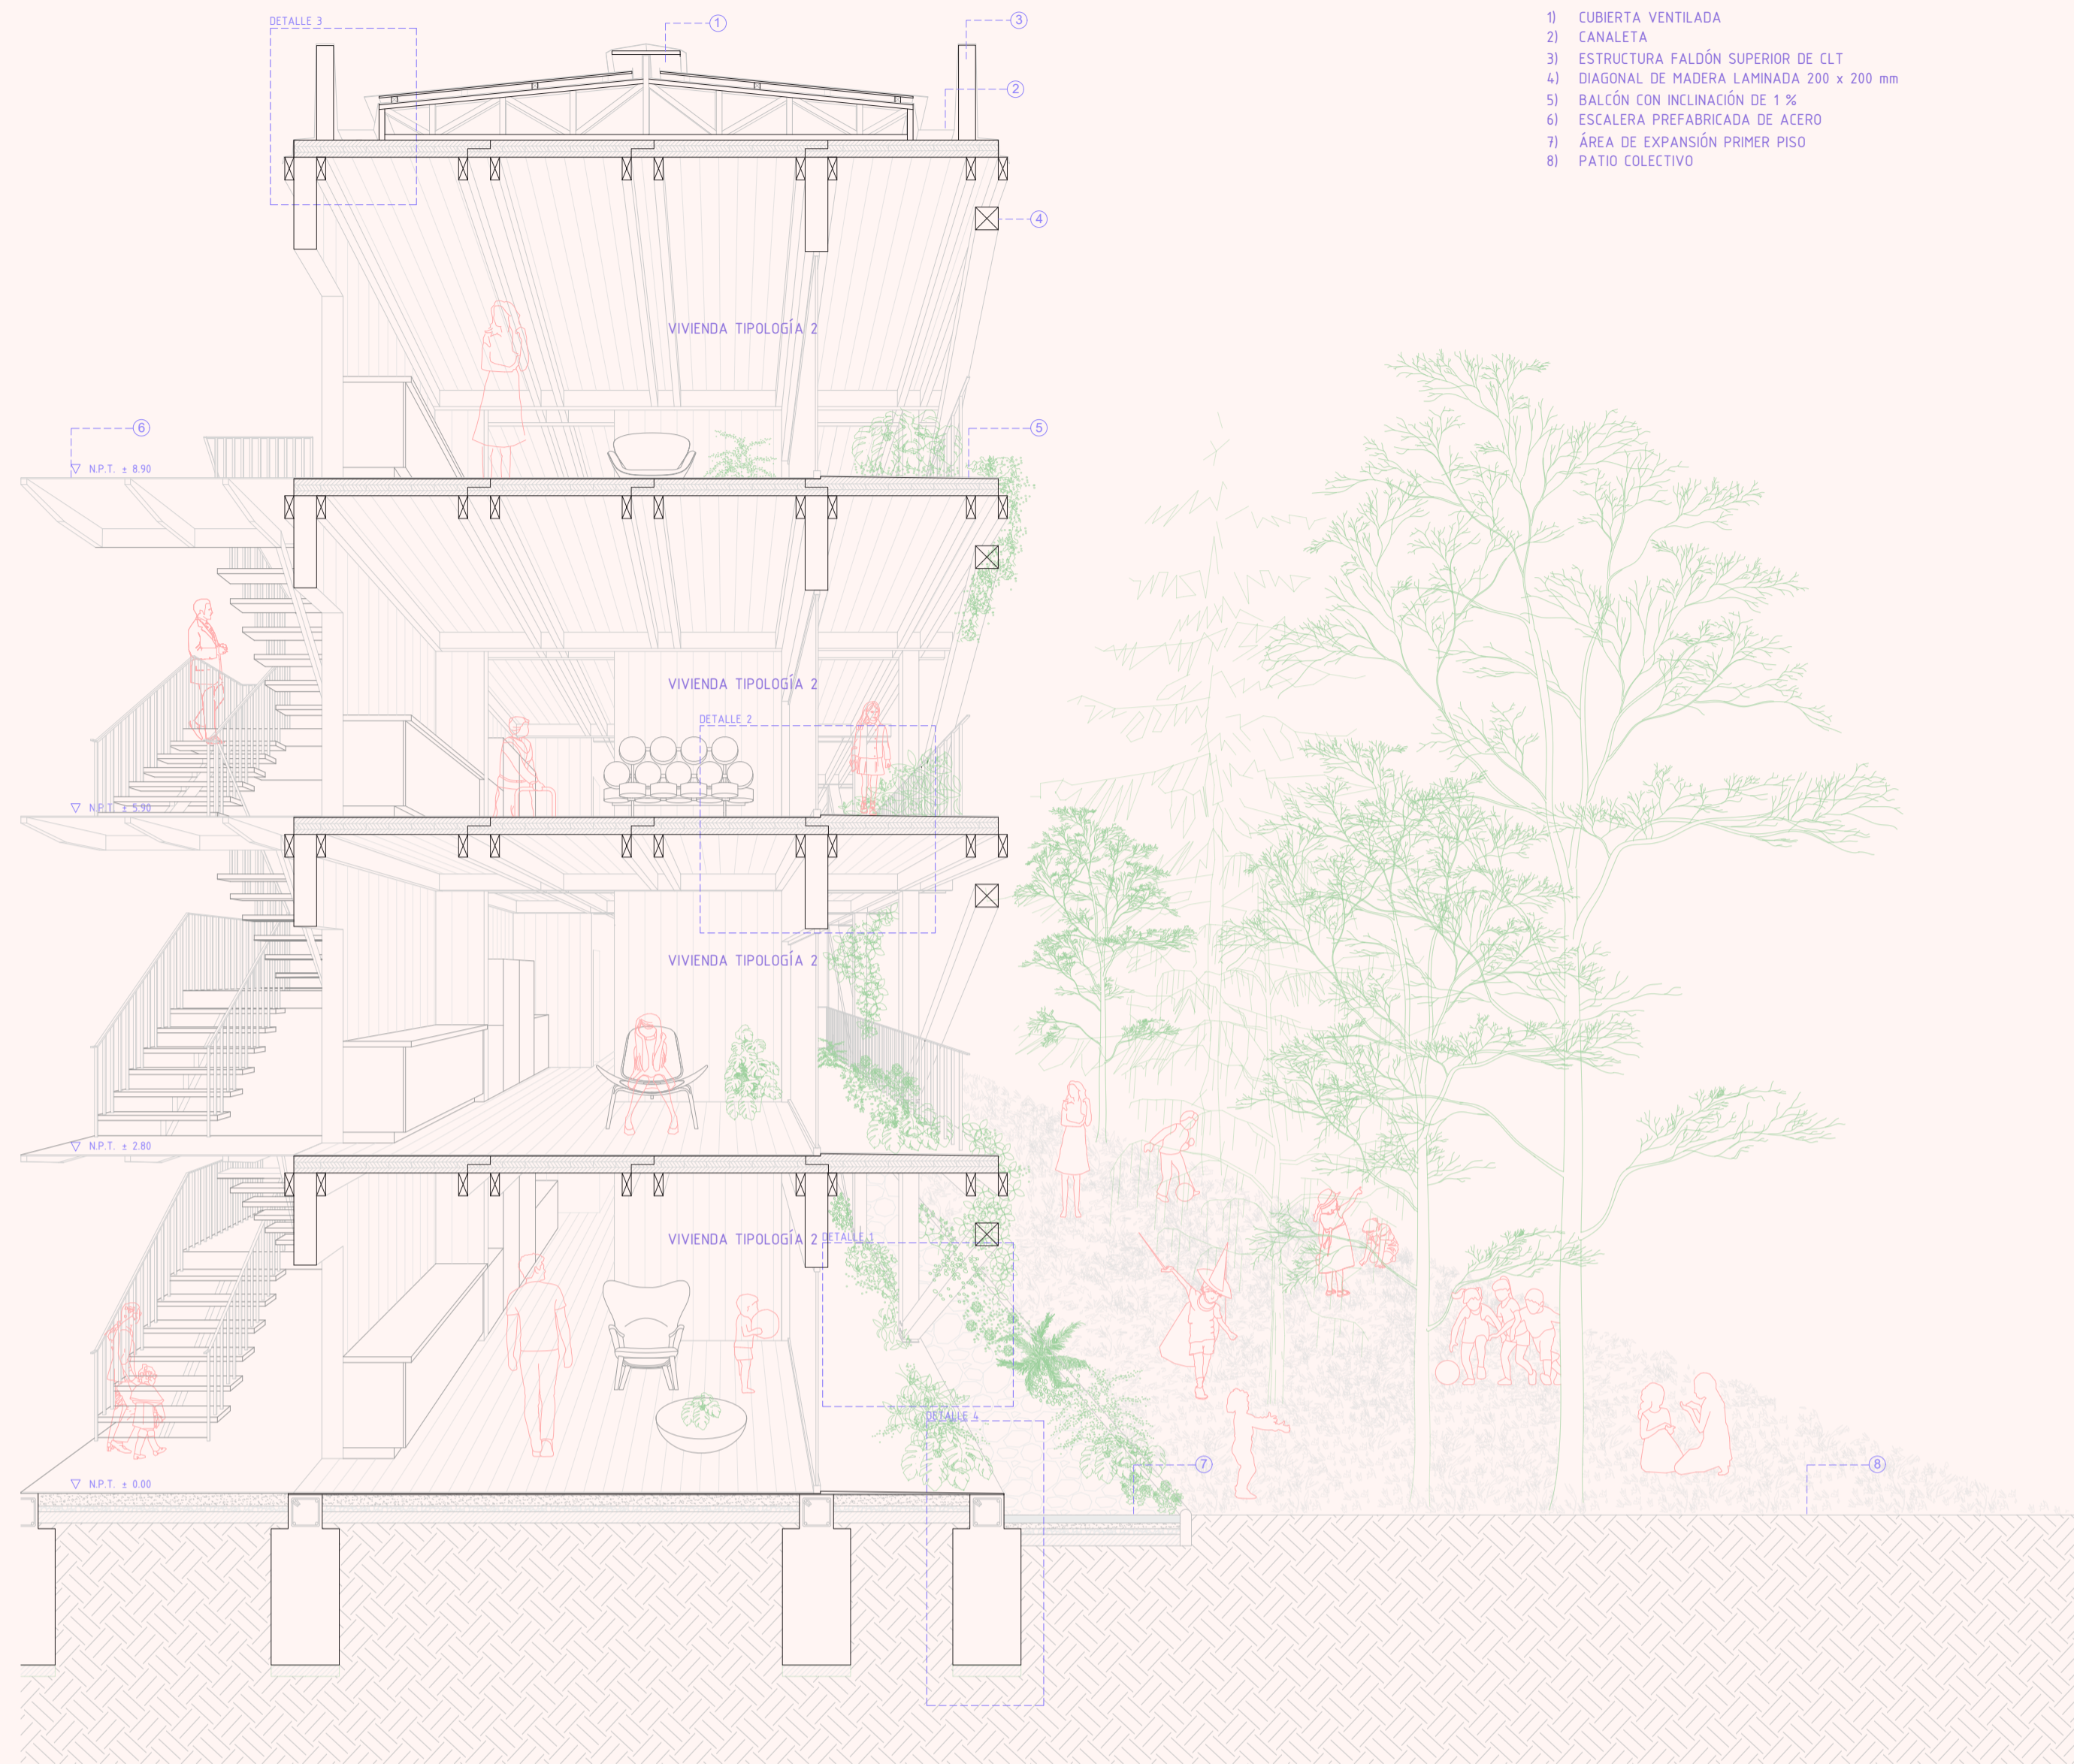 DETALLE 3
1
3
2
1) CUBIERTA VENTILADA
2) CANALETA
3) ESTRUCTURA FALDÓN SUPERIOR DE CLT
4) DIAGONAL DE MADERA LAMINADA 200 x 200 mm
5) BALCÓN CON INCLINACIÓN DE 1 %
6) ESCALERA PREFABRICADA DE ACERO
7) ÁREA DE EXPANSIÓN PRIMER PISO
8) PATIO COLECTIVO
4
VIVIENDA TIPOLOGÍA 2
6
5
N.P.T. ± 8.90
VIVIENDA TIPOLOGÍA 2
DETALLE 2
N.P.T. ± 5.90
VIVIENDA TIPOLOGÍA 2
N.P.T. ± 2.80
VIVIENDA TIPOLOGÍA 2
DETALLE 1
DETALLE 4
7
8
N.P.T. ± 0.00